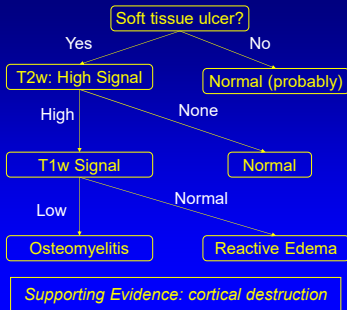 Soft tissue ulcer?
Yes
No
T2w: High Signal
Normal (probably)
High
None
T1w Signal
Normal
Low
Normal
Osteomyelitis
Reactive Edema
Supporting Evidence: cortical destruction